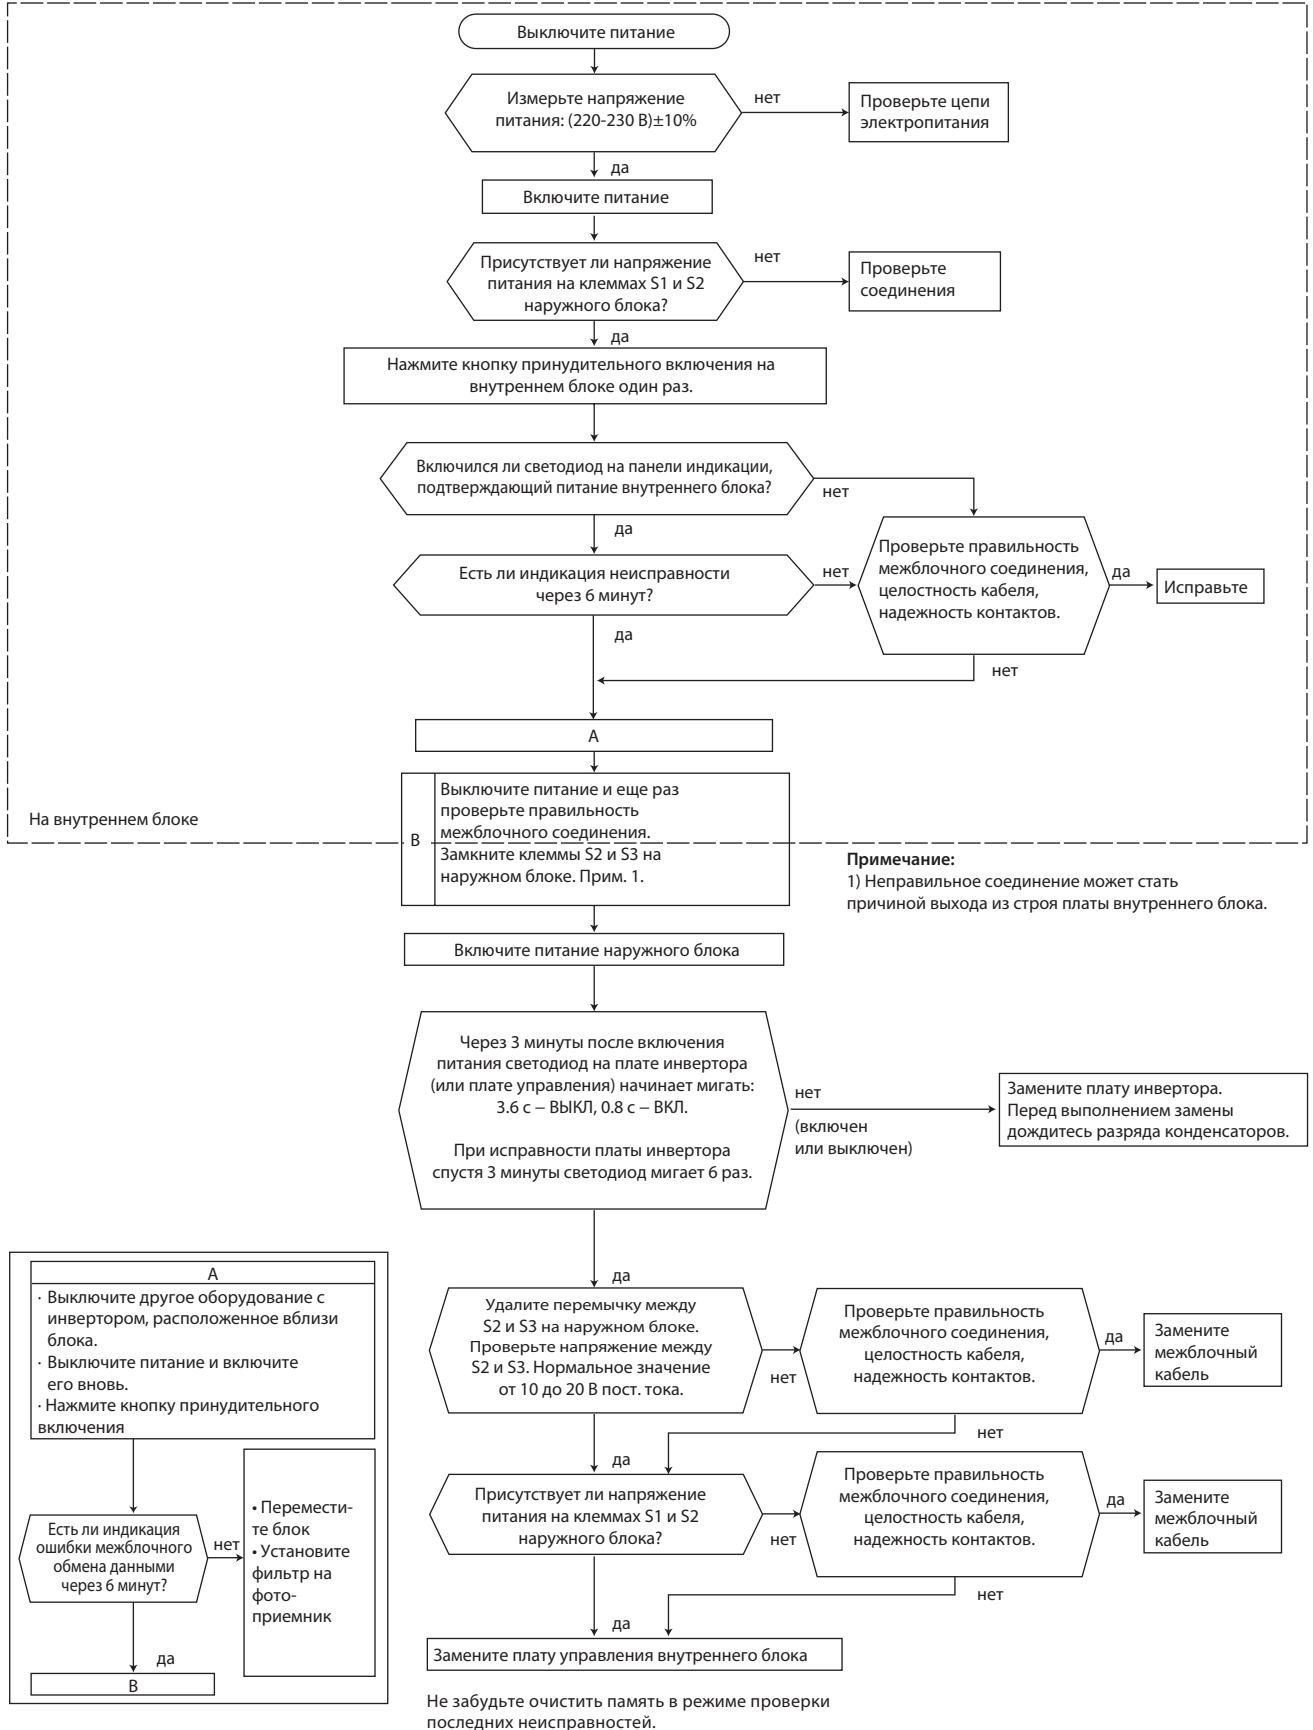 Выключите питание
Измерьте напряжение
питания: (220-230 В)±10%
нет
Проверьте цепи
электропитания
да
Включите питание
Присутствует ли напряжение
питания на клеммах S1 и S2
наружного блока?
нет
Проверьте
соединения
да
Нажмите кнопку принудительного включения на
внутреннем блоке один раз.
Включился ли светодиод на панели индикации,
подтверждающий питание внутреннего блока?
нет
да
Проверьте правильность
межблочного соединения,
целостность кабеля,
надежность контактов.
да
Исправьте
Есть ли индикация неисправности
через 6 минут?
нет
да
нет
A
На внутреннем блоке
B
Выключите питание и еще раз
проверьте правильность
межблочного соединения.
Замкните клеммы S2 и S3 на
наружном блоке. Прим. 1.
Примечание:
1) Неправильное соединение может стать
причиной выхода из строя платы внутреннего блока.
Включите питание наружного блока
Через 3 минуты после включения
питания светодиод на плате инвертора
(или плате управления) начинает мигать:
3.6 с – ВЫКЛ, 0.8 с – ВКЛ.
При исправности платы инвертора
спустя 3 минуты светодиод мигает 6 раз.
нет
(включен
или выключен)
Замените плату инвертора.
Перед выполнением замены
дождитесь разряда конденсаторов.
да
Удалите перемычку между
S2 и S3 на наружном блоке.
Проверьте напряжение между
S2 и S3. Нормальное значение
от 10 до 20 В пост. тока.
нет
Проверьте правильность
межблочного соединения,
целостность кабеля,
надежность контактов.
да
Замените
межблочный
кабель
нет
да
Присутствует ли напряжение
питания на клеммах S1 и S2
наружного блока?
нет
Проверьте правильность
межблочного соединения,
целостность кабеля,
надежность контактов.
да
Замените
межблочный
кабель
нет
да
Замените плату управления внутреннего блока
Не забудьте очистить память в режиме проверки
последних неисправностей.
A
· Выключите другое оборудование с
инвертором, расположенное вблизи
блока.
· Выключите питание и включите
его вновь.
· Нажмите кнопку принудительного
включения
Есть ли индикация
ошибки межблочного
обмена данными
через 6 минут?
нет
• Перемести-
те блок
• Установите
фильтр на
фото-
приемник
да
B